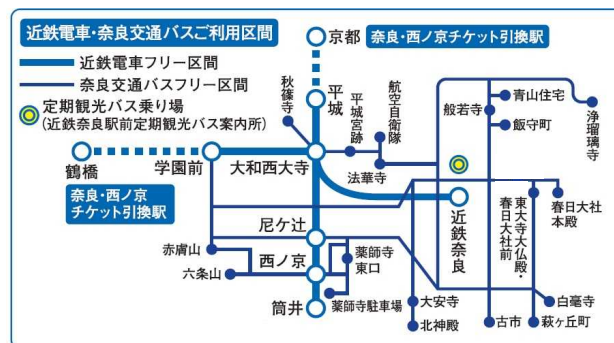 近鉄電車・奈良交通バスご利用区間
近鉄電車フリー区間
奈良交通バスフリー区間
定期観光バス乗り場
(近鉄奈良駅前定期観光バス案内所)
京都
奈良・西ノ京チケット引換駅
平城
秋篠寺
平城宮跡
航空自衛隊
法華寺
青山住宅
般若寺
飯守町
浄瑠璃寺
鶴橋
学園前
大和西大寺
奈良・西ノ京
チケット引換駅
近鉄奈良
東大寺大仏殿・
春日大社前
春日大社
本殿
尼ケ辻
赤膚山
西ノ京
薬師寺
東口
六条山
筒井
薬師寺駐車場
大安寺
北神殿
古市
白毫寺
萩ヶ丘町